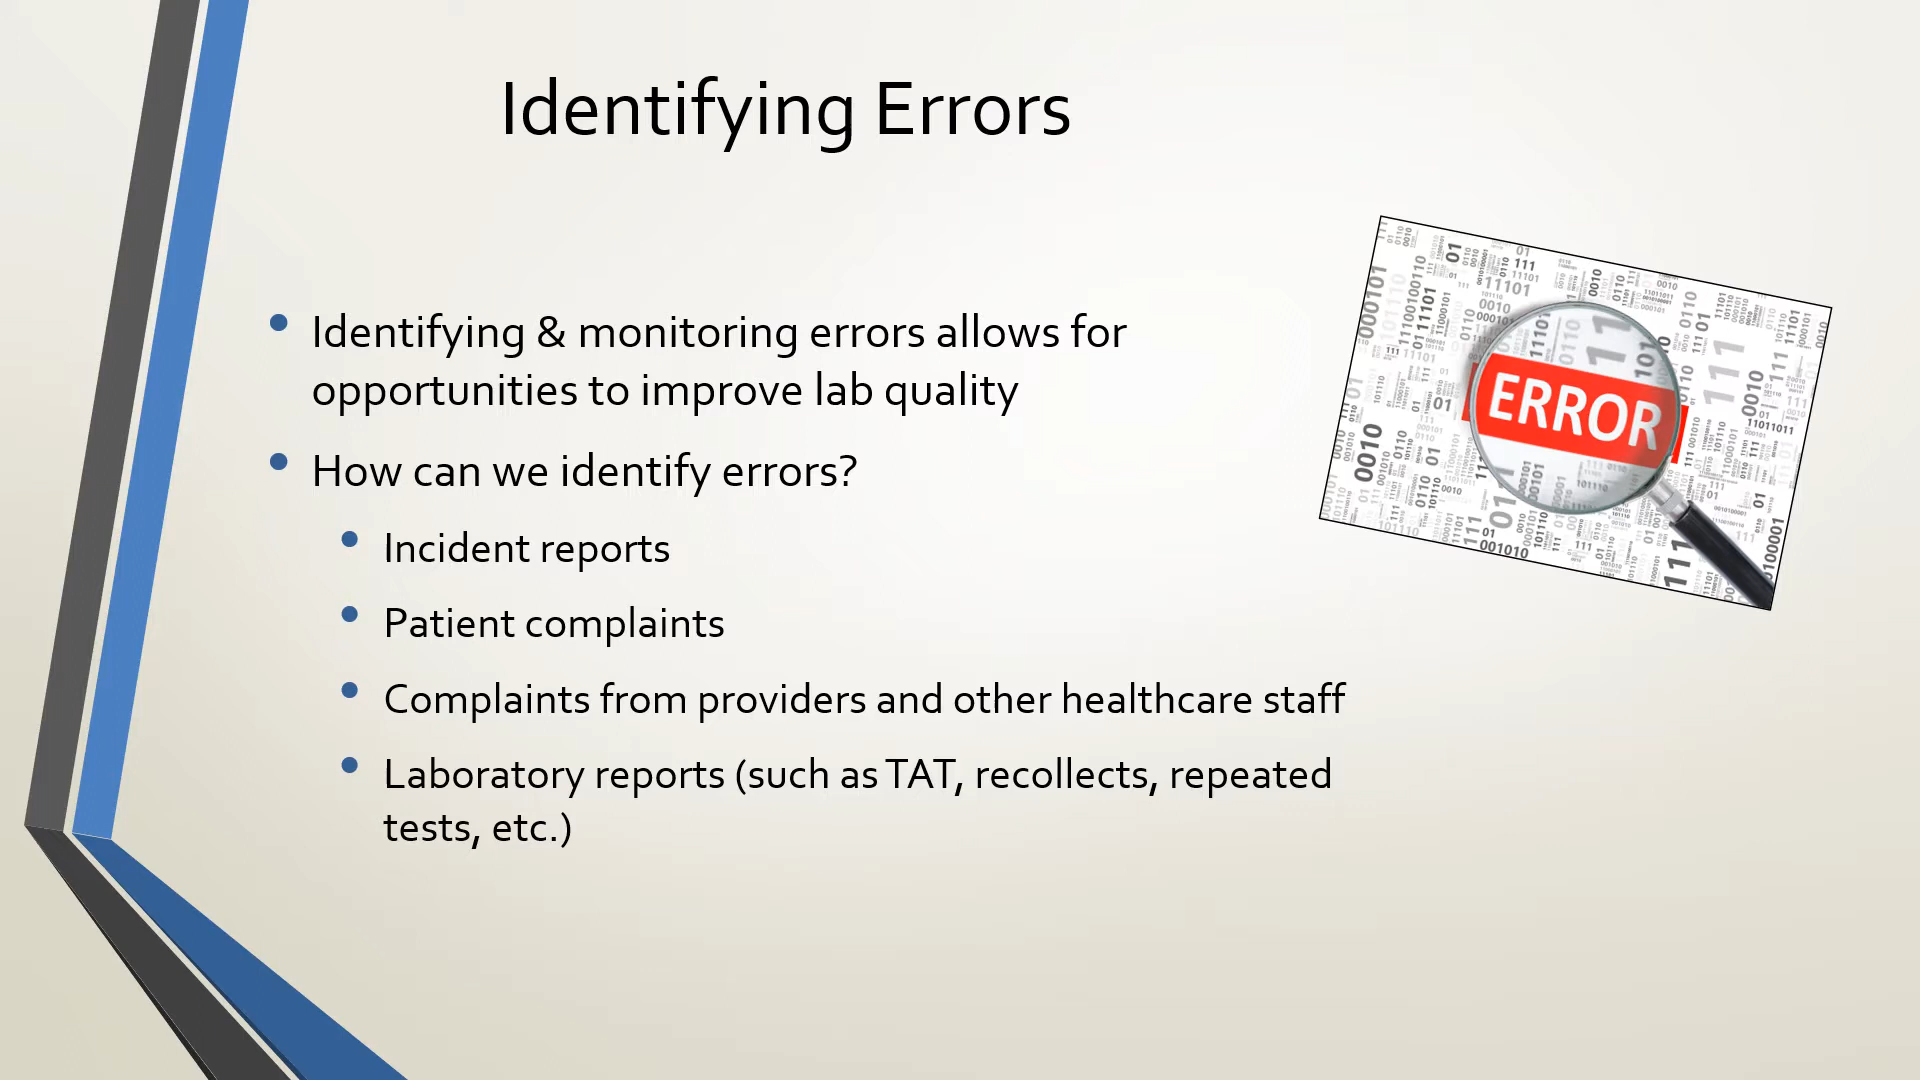 Identifying Errors
Identifying & monitoring errors allows for
opportunities to improve lab quality
How can we identify errors?
Incident reports
Patient complaints
Complaints from providers and other healthcare staff
Laboratory reports (such as TAT, recollects, repeated
tests, etc.)
ERROR